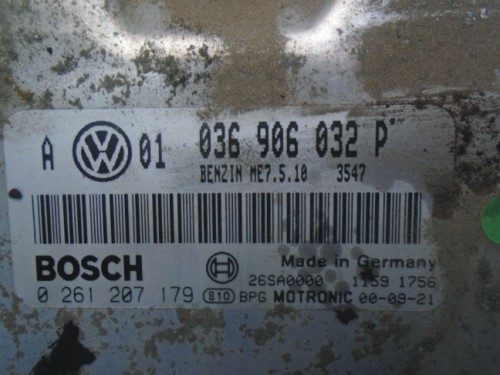 A VW 01 036 906 032 P
BENZIN ME7.5.10 3547
BOSCH Made in Germany
26SA0000 1159 1756
0 261 207 179 810 BPG MOTRONIC 00-09-21